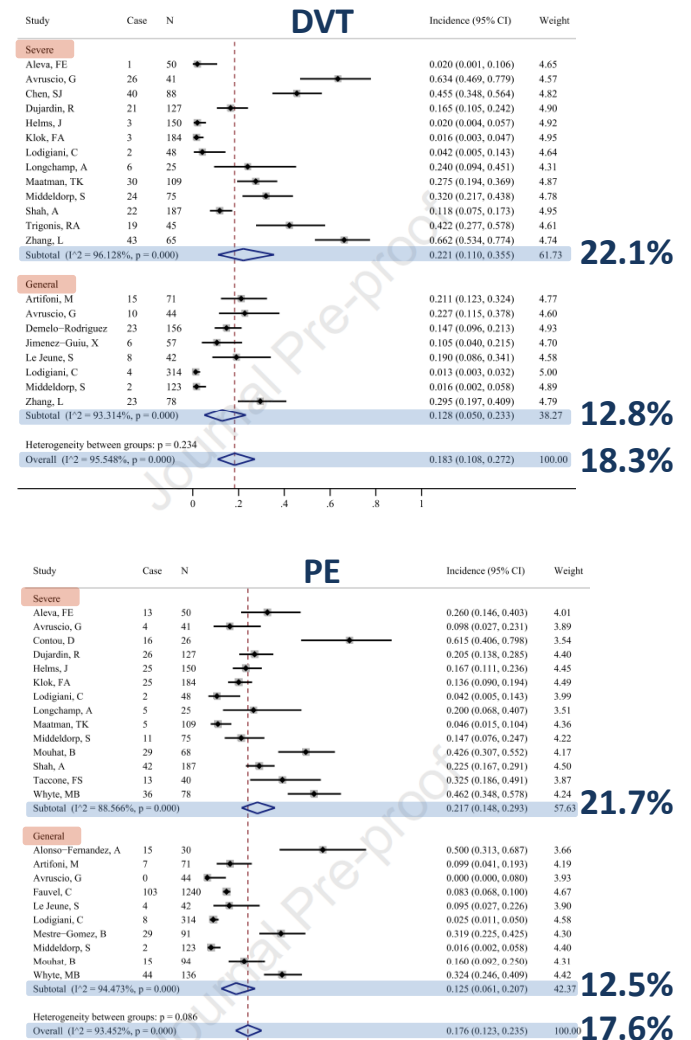 DVT
Study Case N Incidence (95% CI) Weight
Severe
Aleva, FE 1 50 0.020 (0.001, 0.106) 4.65
Avruscio, G 26 41 0.634 (0.469, 0.779) 4.57
Chen, SJ 40 88 0.455 (0.348, 0.564) 4.82
Dujardin, R 21 127 0.165 (0.105, 0.242) 4.90
Helms, J 3 150 0.020 (0.004, 0.057) 4.92
Klok, FA 3 184 0.016 (0.003, 0.047) 4.95
Lodigiani, C 2 48 0.042 (0.005, 0.143) 4.64
Longchamp, A 6 25 0.240 (0.094, 0.451) 4.31
Maatman, TK 30 109 0.275 (0.194, 0.369) 4.87
Middeldorp, S 24 75 0.320 (0.217, 0.438) 4.78
Shah, A 22 187 0.118 (0.075, 0.173) 4.95
Trigonis, RA 19 45 0.422 (0.277, 0.578) 4.61
Zhang, L 43 65 0.662 (0.534, 0.774) 4.74
Subtotal (I^2 = 96.128%, p = 0.000) 0.221 (0.110, 0.355) 61.73 22.1%
General
Artifoni, M 15 71 0.211 (0.123, 0.324) 4.77
Avruscio, G 10 44 0.227 (0.115, 0.378) 4.60
Demelo−Rodriguez 23 156 0.147 (0.096, 0.213) 4.93
Jimenez−Guiu, X 6 57 0.105 (0.040, 0.215) 4.70
Le Jeune, S 8 42 0.190 (0.086, 0.341) 4.58
Lodigiani, C 4 314 0.013 (0.003, 0.032) 5.00
Middeldorp, S 2 123 0.016 (0.002, 0.058) 4.89
Zhang, L 23 78 0.295 (0.197, 0.409) 4.79
Subtotal (I^2 = 93.314%, p = 0.000) 0.128 (0.050, 0.233) 38.27 12.8%
Heterogeneity between groups: p = 0.234
Overall (I^2 = 95.548%, p = 0.000) 0.183 (0.108, 0.272) 100.00 18.3%
0 .2 .4 .6 .8 1
Journal Pre-proof
PE
Study Case N Incidence (95% CI) Weight
Severe
Aleva, FE 13 50 0.260 (0.146, 0.403) 4.01
Avruscio, G 4 41 0.098 (0.027, 0.231) 3.89
Contou, D 16 26 0.615 (0.406, 0.798) 3.54
Dujardin, R 26 127 0.205 (0.138, 0.285) 4.40
Helms, J 25 150 0.167 (0.111, 0.236) 4.45
Klok, FA 25 184 0.136 (0.090, 0.194) 4.49
Lodigiani, C 2 48 0.042 (0.005, 0.143) 3.99
Longchamp, A 5 25 0.200 (0.068, 0.407) 3.51
Maatman, TK 5 109 0.046 (0.015, 0.104) 4.36
Middeldorp, S 11 75 0.147 (0.076, 0.247) 4.22
Mouhat, B 29 68 0.426 (0.307, 0.552) 4.17
Shah, A 42 187 0.225 (0.167, 0.291) 4.50
Taccone, FS 13 40 0.325 (0.186, 0.491) 3.87
Whyte, MB 36 78 0.462 (0.348, 0.578) 4.24
Subtotal (I^2 = 88.566%, p = 0.000) 0.217 (0.148, 0.293) 57.63 21.7%
General
Alonso−Fernandez, A 15 30 0.500 (0.313, 0.687) 3.66
Artifoni, M 7 71 0.099 (0.041, 0.193) 4.19
Avruscio, G 0 44 0.000 (0.000, 0.080) 3.93
Fauvel, C 103 1240 0.083 (0.068, 0.100) 4.67
Le Jeune, S 4 42 0.095 (0.027, 0.226) 3.90
Lodigiani, C 8 314 0.025 (0.011, 0.050) 4.58
Mestre−Gomez, B 29 91 0.319 (0.225, 0.425) 4.30
Middeldorp, S 2 123 0.016 (0.002, 0.058) 4.40
Mouhat, B 15 94 0.160 (0.092, 0.250) 4.31
Whyte, MB 44 136 0.324 (0.246, 0.409) 4.42
Subtotal (I^2 = 94.473%, p = 0.000) 0.125 (0.061, 0.207) 42.37 12.5%
Heterogeneity between groups: p = 0.086
Overall (I^2 = 93.452%, p = 0.000) 0.176 (0.123, 0.235) 100.00 17.6%
Journal Pre-proof